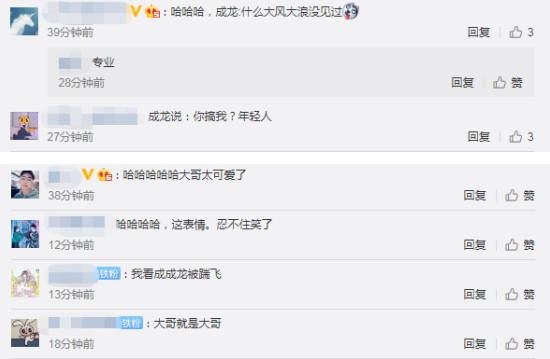 ：哈哈哈，成龙:什么大风大浪没见过
39分钟前 回复 3
专业
28分钟前 回复 赞
成龙说：你搞我？年轻人
27分钟前 回复 3
：哈哈哈哈哈大哥太可爱了
38分钟前 回复 赞
哈哈哈哈，这表情。忍不住笑了
12分钟前 回复 赞
铁粉：我看成成龙被踹飞
13分钟前 回复 赞
铁粉：大哥就是大哥
18分钟前 回复 赞